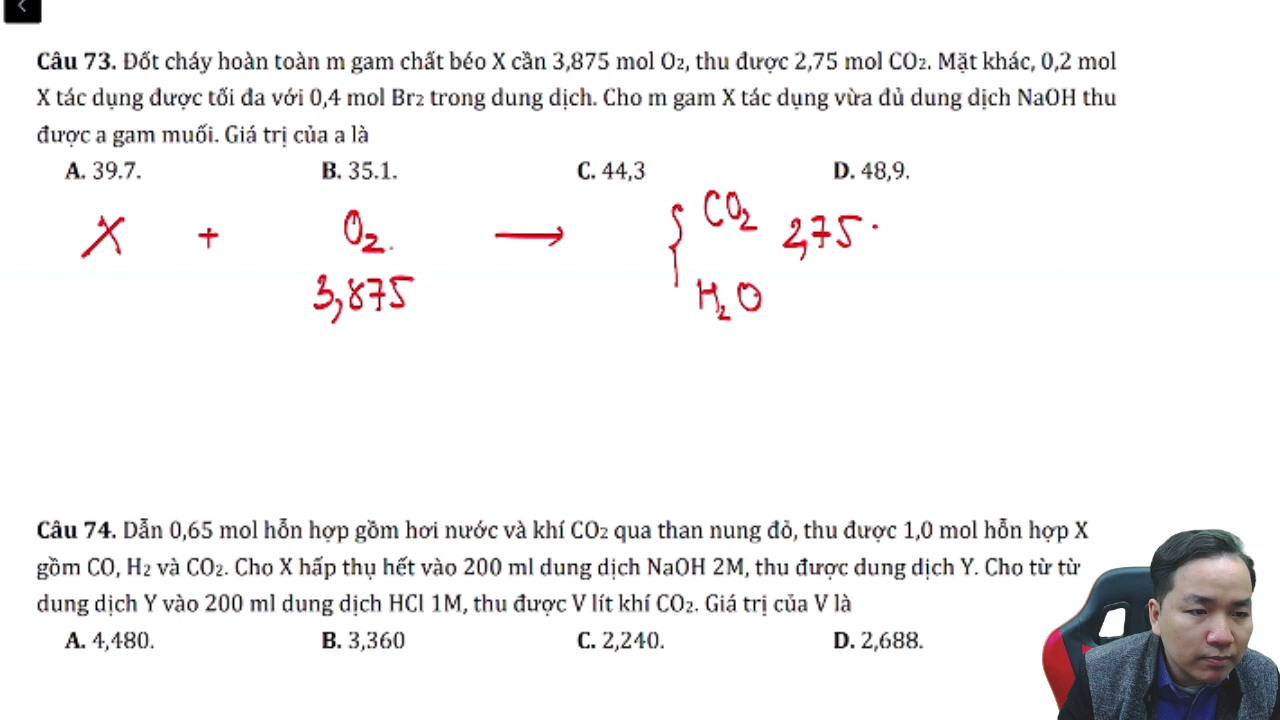 Câu 73. Đốt cháy hoàn toàn m gam chất béo X cần 3,875 mol O₂, thu được 2,75 mol CO₂. Mặt khác, 0,2 mol
X tác dụng được tối đa với 0,4 mol Br₂ trong dung dịch. Cho m gam X tác dụng vừa đủ dung dịch NaOH thu
được a gam muối. Giá trị của a là
A. 39.7. B. 35.1. C. 44,3 D. 48,9.
X + O₂ → { CO₂ 2,75
3,875 H₂O
Câu 74. Dẫn 0,65 mol hỗn hợp gồm hơi nước và khí CO₂ qua than nung đỏ, thu được 1,0 mol hỗn hợp X
gồm CO, H₂ và CO₂. Cho X hấp thụ hết vào 200 ml dung dịch NaOH 2M, thu được dung dịch Y. Cho từ từ
dung dịch Y vào 200 ml dung dịch HCl 1M, thu được V lít khí CO₂. Giá trị của V là
A. 4,480. B. 3,360 C. 2,240. D. 2,688.